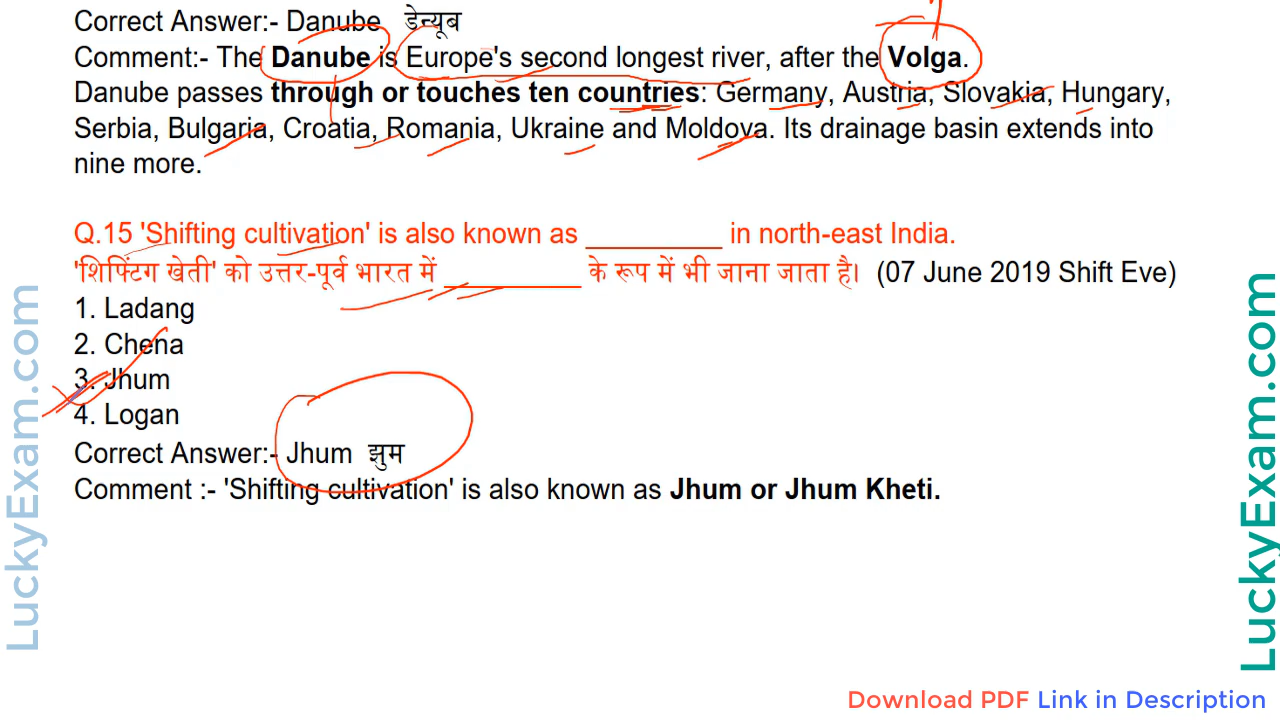 Correct Answer:- Danube डेन्यूब
Comment:- The Danube is Europe's second longest river, after the Volga.
Danube passes through or touches ten countries: Germany, Austria, Slovakia, Hungary,
Serbia, Bulgaria, Croatia, Romania, Ukraine and Moldova. Its drainage basin extends into
nine more.
Q.15 'Shifting cultivation' is also known as __________ in north-east India.
'शिफ्टिंग खेती' को उत्तर-पूर्व भारत में __________ के रूप में भी जाना जाता है। (07 June 2019 Shift Eve)
1. Ladang
2. Chena
3. Jhum
4. Logan
Correct Answer:- Jhum झुम
Comment :- 'Shifting cultivation' is also known as Jhum or Jhum Kheti.
LuckyExam.com
LuckyExam.com
Download PDF Link in Description